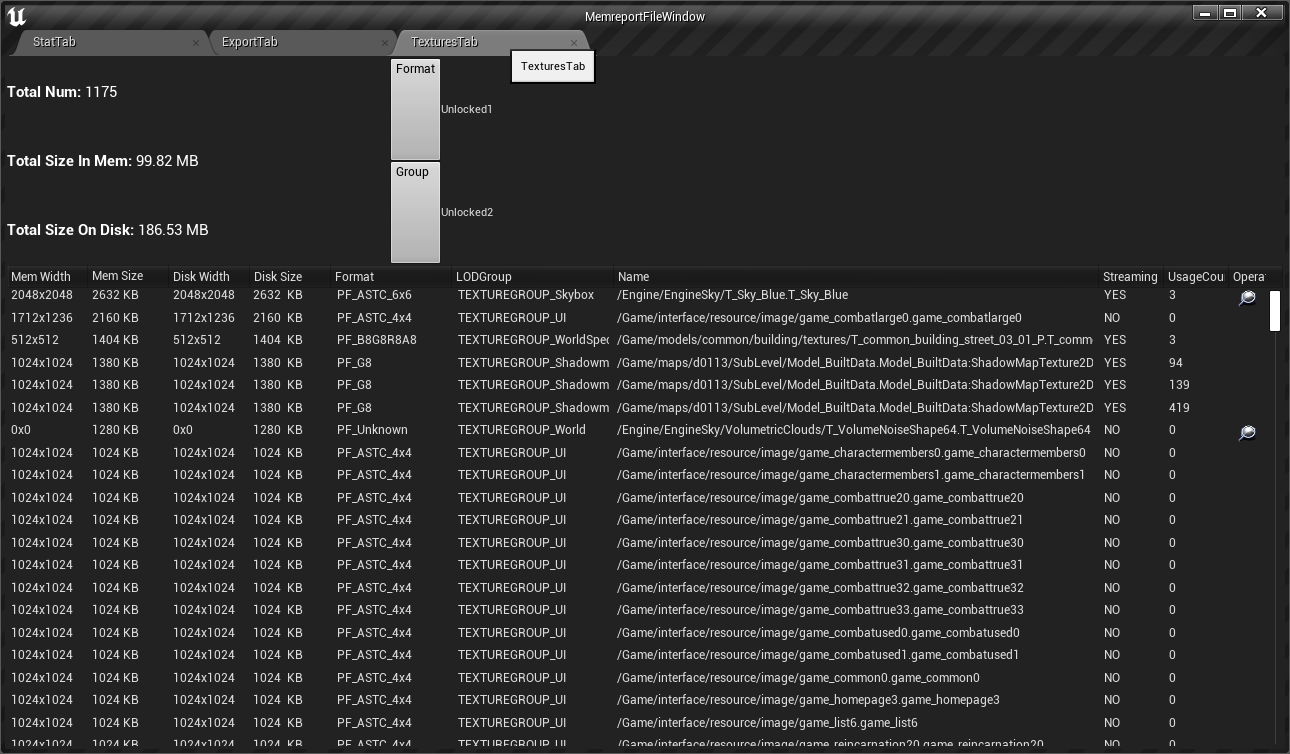 MemreportFileWindow
StatTab ExportTab TexturesTab
TexturesTab
Format
Total Num: 1175
Unlocked1
Total Size In Mem: 99.82 MB
Group
Unlocked2
Total Size On Disk: 186.53 MB
Mem Width Mem Size Disk Width Disk Size Format LODGroup Name Streaming UsageCou Opera
2048x2048 2632 KB 2048x2048 2632 KB PF_ASTC_6x6 TEXTUREGROUP_Skybox /Engine/EngineSky/T_Sky_Blue.T_Sky_Blue YES 3
1712x1236 2160 KB 1712x1236 2160 KB PF_ASTC_4x4 TEXTUREGROUP_UI /Game/interface/resource/image/game_combatlarge0.game_combatlarge0 NO 0
512x512 1404 KB 512x512 1404 KB PF_B8G8R8A8 TEXTUREGROUP_WorldSpec /Game/models/common/building/textures/T_common_building_street_03_01_P.T_comm YES 3
1024x1024 1380 KB 1024x1024 1380 KB PF_G8 TEXTUREGROUP_Shadowm /Game/maps/d0113/SubLevel/Model_BuiltData.Model_BuiltData:ShadowMapTexture2D YES 94
1024x1024 1380 KB 1024x1024 1380 KB PF_G8 TEXTUREGROUP_Shadowm /Game/maps/d0113/SubLevel/Model_BuiltData.Model_BuiltData:ShadowMapTexture2D YES 139
1024x1024 1380 KB 1024x1024 1380 KB PF_G8 TEXTUREGROUP_Shadowm /Game/maps/d0113/SubLevel/Model_BuiltData.Model_BuiltData:ShadowMapTexture2D YES 419
0x0 1280 KB 0x0 1280 KB PF_Unknown TEXTUREGROUP_World /Engine/EngineSky/VolumetricClouds/T_VolumeNoiseShape64.T_VolumeNoiseShape64 NO 0
1024x1024 1024 KB 1024x1024 1024 KB PF_ASTC_4x4 TEXTUREGROUP_UI /Game/interface/resource/image/game_charactermembers0.game_charactermembers0 NO 0
1024x1024 1024 KB 1024x1024 1024 KB PF_ASTC_4x4 TEXTUREGROUP_UI /Game/interface/resource/image/game_charactermembers1.game_charactermembers1 NO 0
1024x1024 1024 KB 1024x1024 1024 KB PF_ASTC_4x4 TEXTUREGROUP_UI /Game/interface/resource/image/game_combattrue20.game_combattrue20 NO 0
1024x1024 1024 KB 1024x1024 1024 KB PF_ASTC_4x4 TEXTUREGROUP_UI /Game/interface/resource/image/game_combattrue21.game_combattrue21 NO 0
1024x1024 1024 KB 1024x1024 1024 KB PF_ASTC_4x4 TEXTUREGROUP_UI /Game/interface/resource/image/game_combattrue30.game_combattrue30 NO 0
1024x1024 1024 KB 1024x1024 1024 KB PF_ASTC_4x4 TEXTUREGROUP_UI /Game/interface/resource/image/game_combattrue31.game_combattrue31 NO 0
1024x1024 1024 KB 1024x1024 1024 KB PF_ASTC_4x4 TEXTUREGROUP_UI /Game/interface/resource/image/game_combattrue32.game_combattrue32 NO 0
1024x1024 1024 KB 1024x1024 1024 KB PF_ASTC_4x4 TEXTUREGROUP_UI /Game/interface/resource/image/game_combattrue33.game_combattrue33 NO 0
1024x1024 1024 KB 1024x1024 1024 KB PF_ASTC_4x4 TEXTUREGROUP_UI /Game/interface/resource/image/game_combatused0.game_combatused0 NO 0
1024x1024 1024 KB 1024x1024 1024 KB PF_ASTC_4x4 TEXTUREGROUP_UI /Game/interface/resource/image/game_combatused1.game_combatused1 NO 0
1024x1024 1024 KB 1024x1024 1024 KB PF_ASTC_4x4 TEXTUREGROUP_UI /Game/interface/resource/image/game_common0.game_common0 NO 0
1024x1024 1024 KB 1024x1024 1024 KB PF_ASTC_4x4 TEXTUREGROUP_UI /Game/interface/resource/image/game_homepage3.game_homepage3 NO 0
1024x1024 1024 KB 1024x1024 1024 KB PF_ASTC_4x4 TEXTUREGROUP_UI /Game/interface/resource/image/game_list6.game_list6 NO 0
1024x1024 1024 KB 1024x1024 1024 KB PF_ASTC_4x4 TEXTUREGROUP_UI /Game/interface/resource/image/game_reincarnation20.game_reincarnation20 NO 0